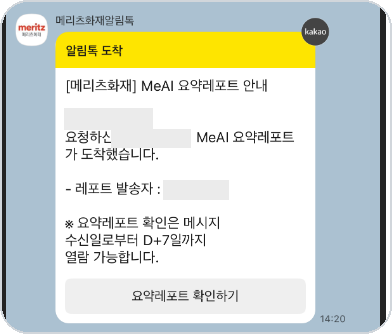 메리츠화재알림톡
meritz
메리츠화재
kakao
알림톡 도착
[메리츠화재] MeAI 요약레포트 안내
요청하신 MeAI 요약레포트
가 도착했습니다.
- 레포트 발송자 :
※ 요약레포트 확인은 메시지
수신일로부터 D+7일까지
열람 가능합니다.
요약레포트 확인하기
14:20